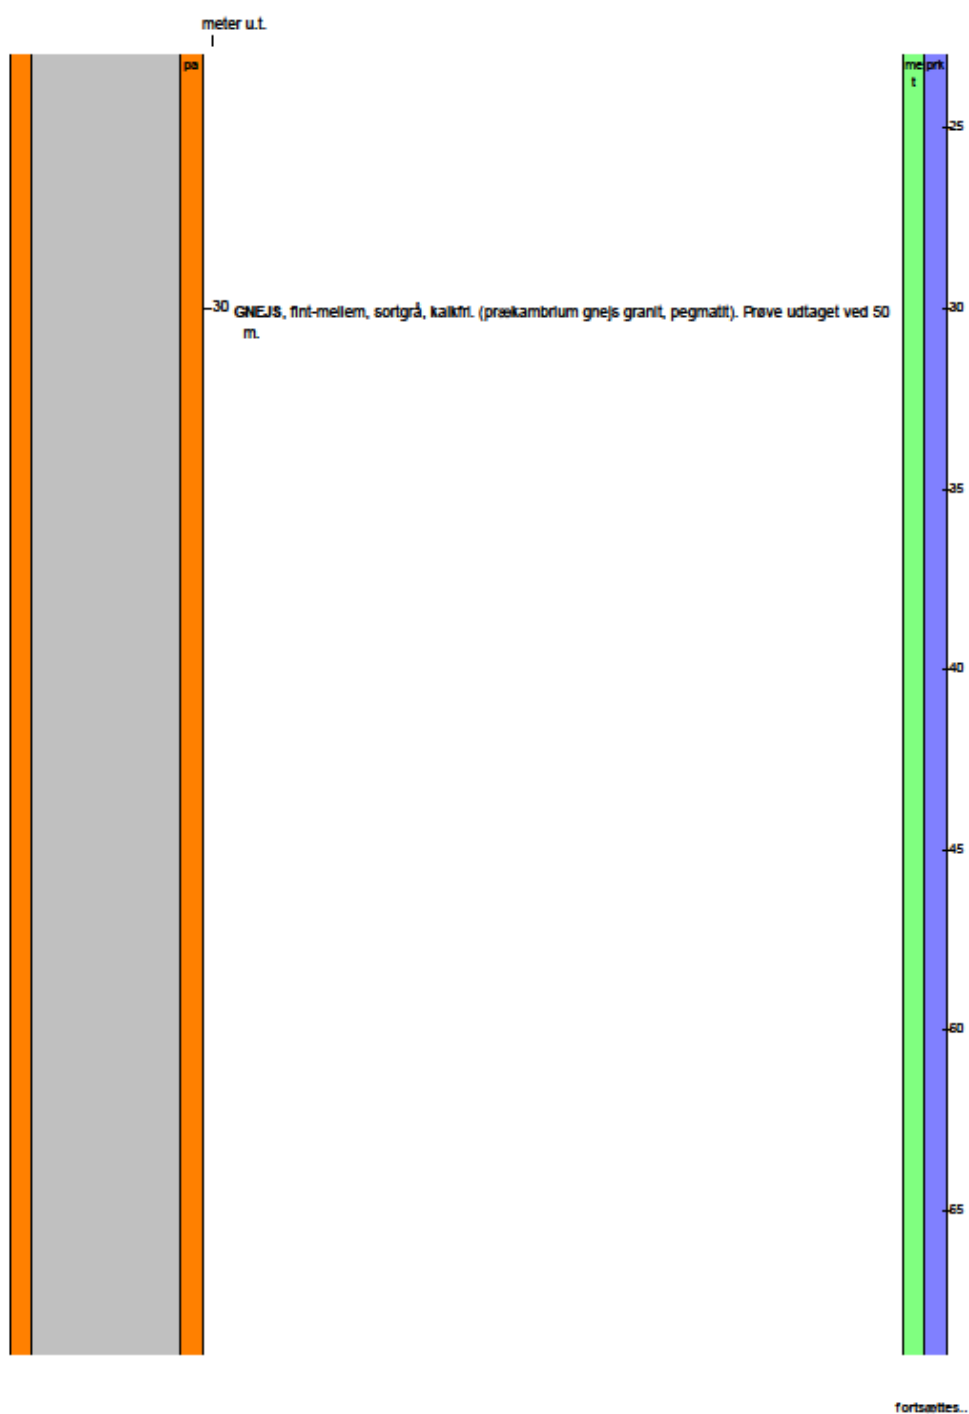 meter u.t.
pa
me prk
t
25
30 GNEJS, fint-mellem, sortgrå, kalkfri. (prækambrium gnejs granit, pegmatit). Prøve udtaget ved 50 30
m.
35
40
45
50
55
fortsættes..